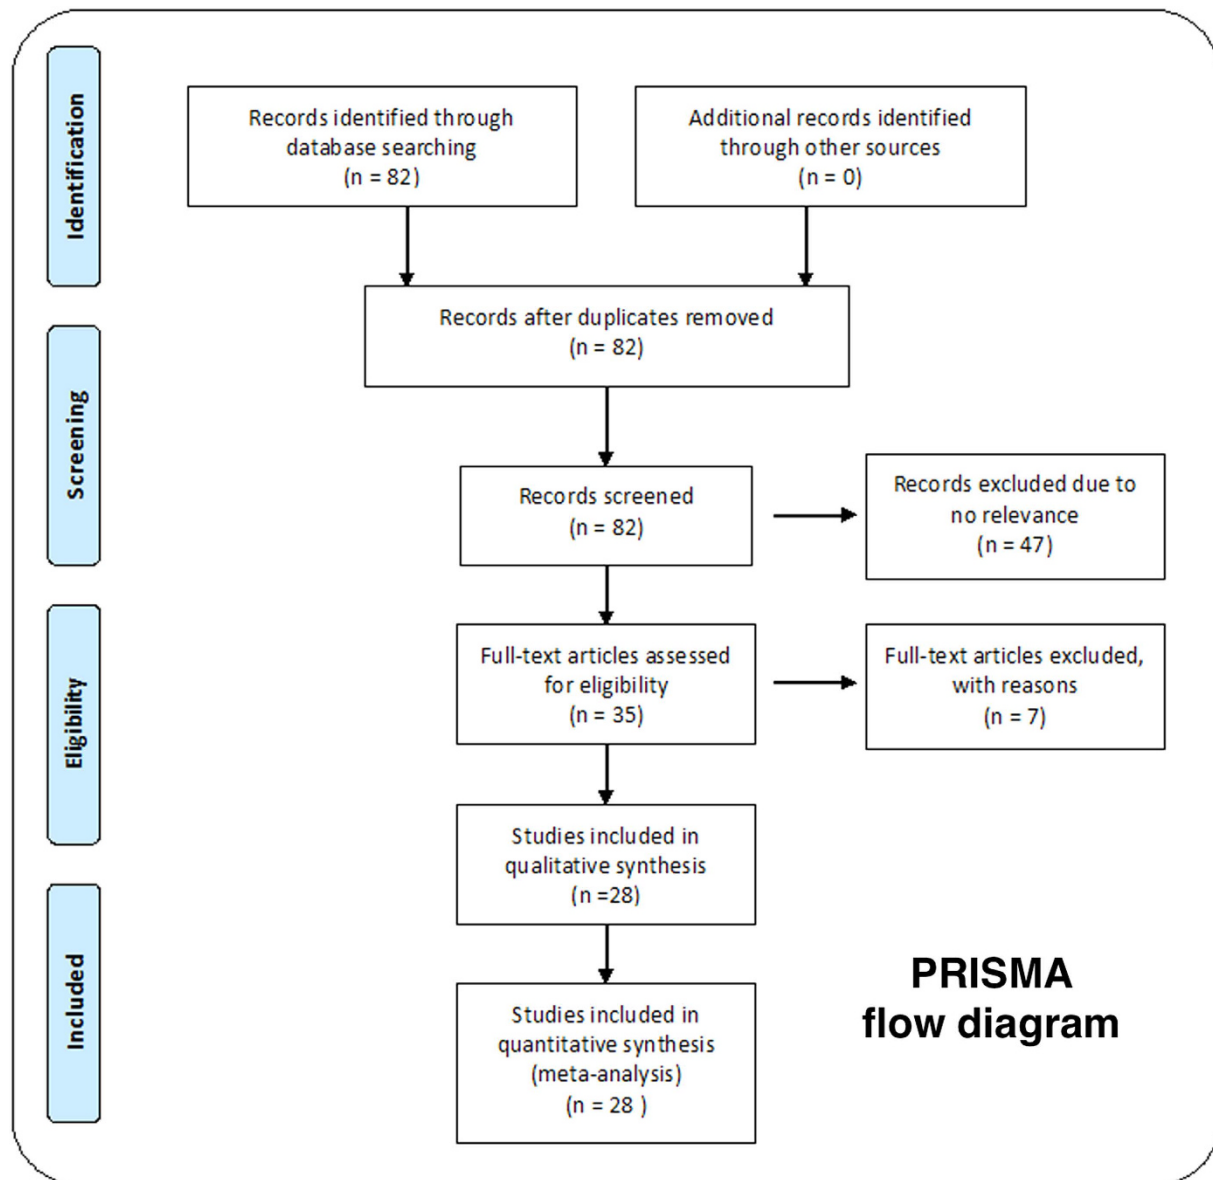 Identification
Records identified through
database searching
(n = 82)
Additional records identified
through other sources
(n = 0)
Records after duplicates removed
(n = 82)
Screening
Records screened
(n = 82)
Records excluded due to
no relevance
(n = 47)
Eligibility
Full-text articles assessed
for eligibility
(n = 35)
Full-text articles excluded,
with reasons
(n = 7)
Studies included in
qualitative synthesis
(n =28)
Included
Studies included in
quantitative synthesis
(meta-analysis)
(n = 28 )
PRISMA
flow diagram